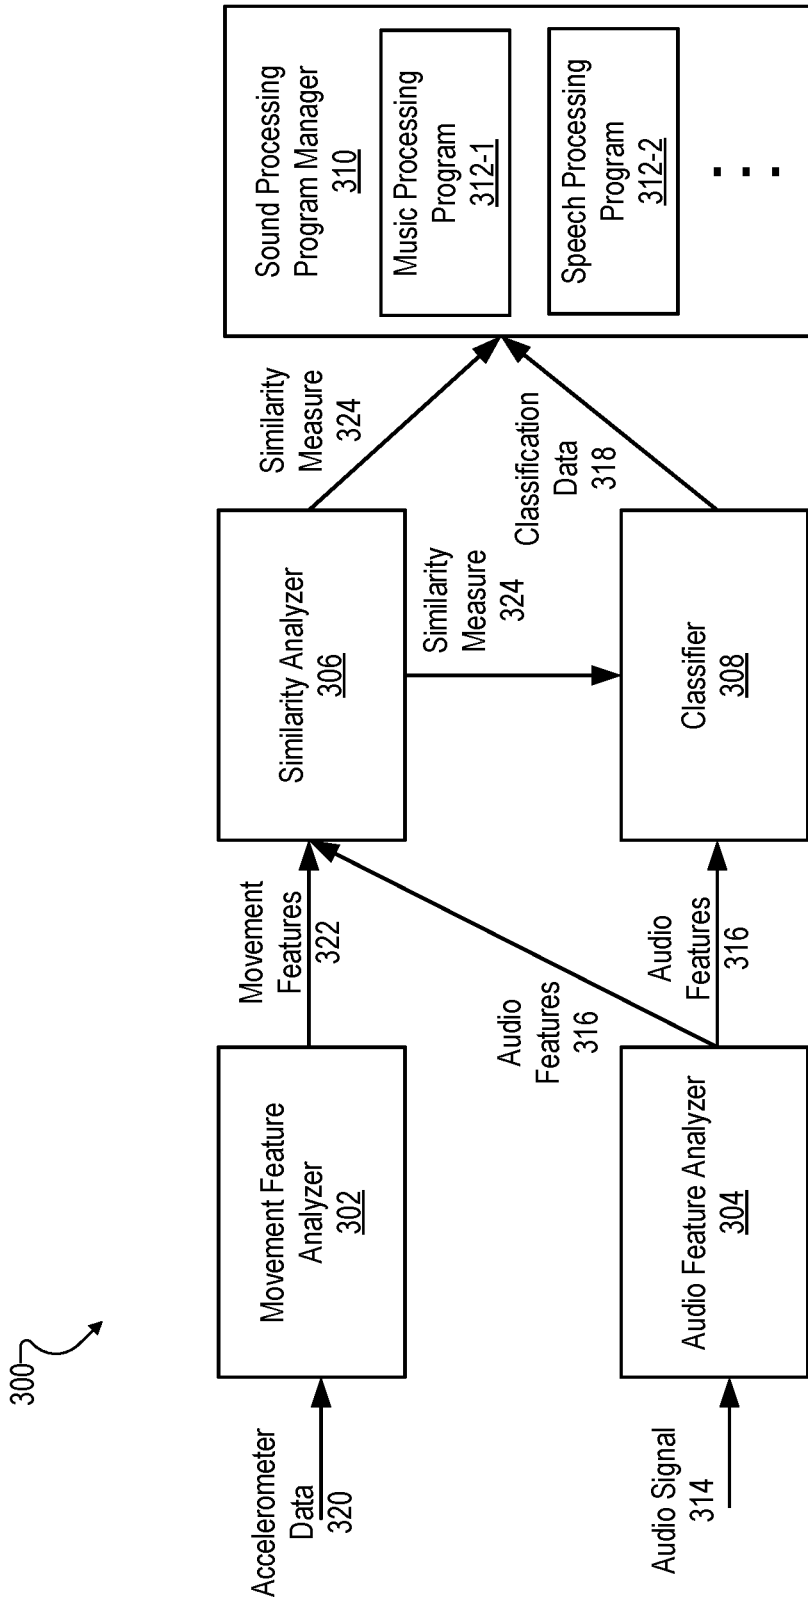 300
Accelerometer
Data
320
Movement Feature
Analyzer
302
Movement
Features
322
Similarity Analyzer
306
Similarity
Measure
324
Sound Processing
Program Manager
310
Music Processing
Program
312-1
Speech Processing
Program
312-2
Audio
Features
316
Similarity
Measure
324
Classification
Data
318
Audio Signal
314
Audio Feature Analyzer
304
Audio
Features
316
Classifier
308